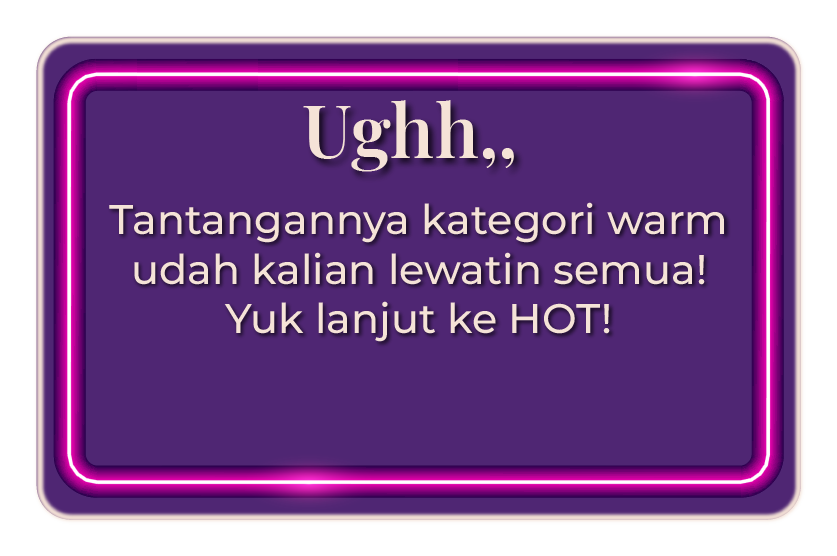 Ughh,,
Tantangannya kategori warm
udah kalian lewatin semua!
Yuk lanjut ke HOT!